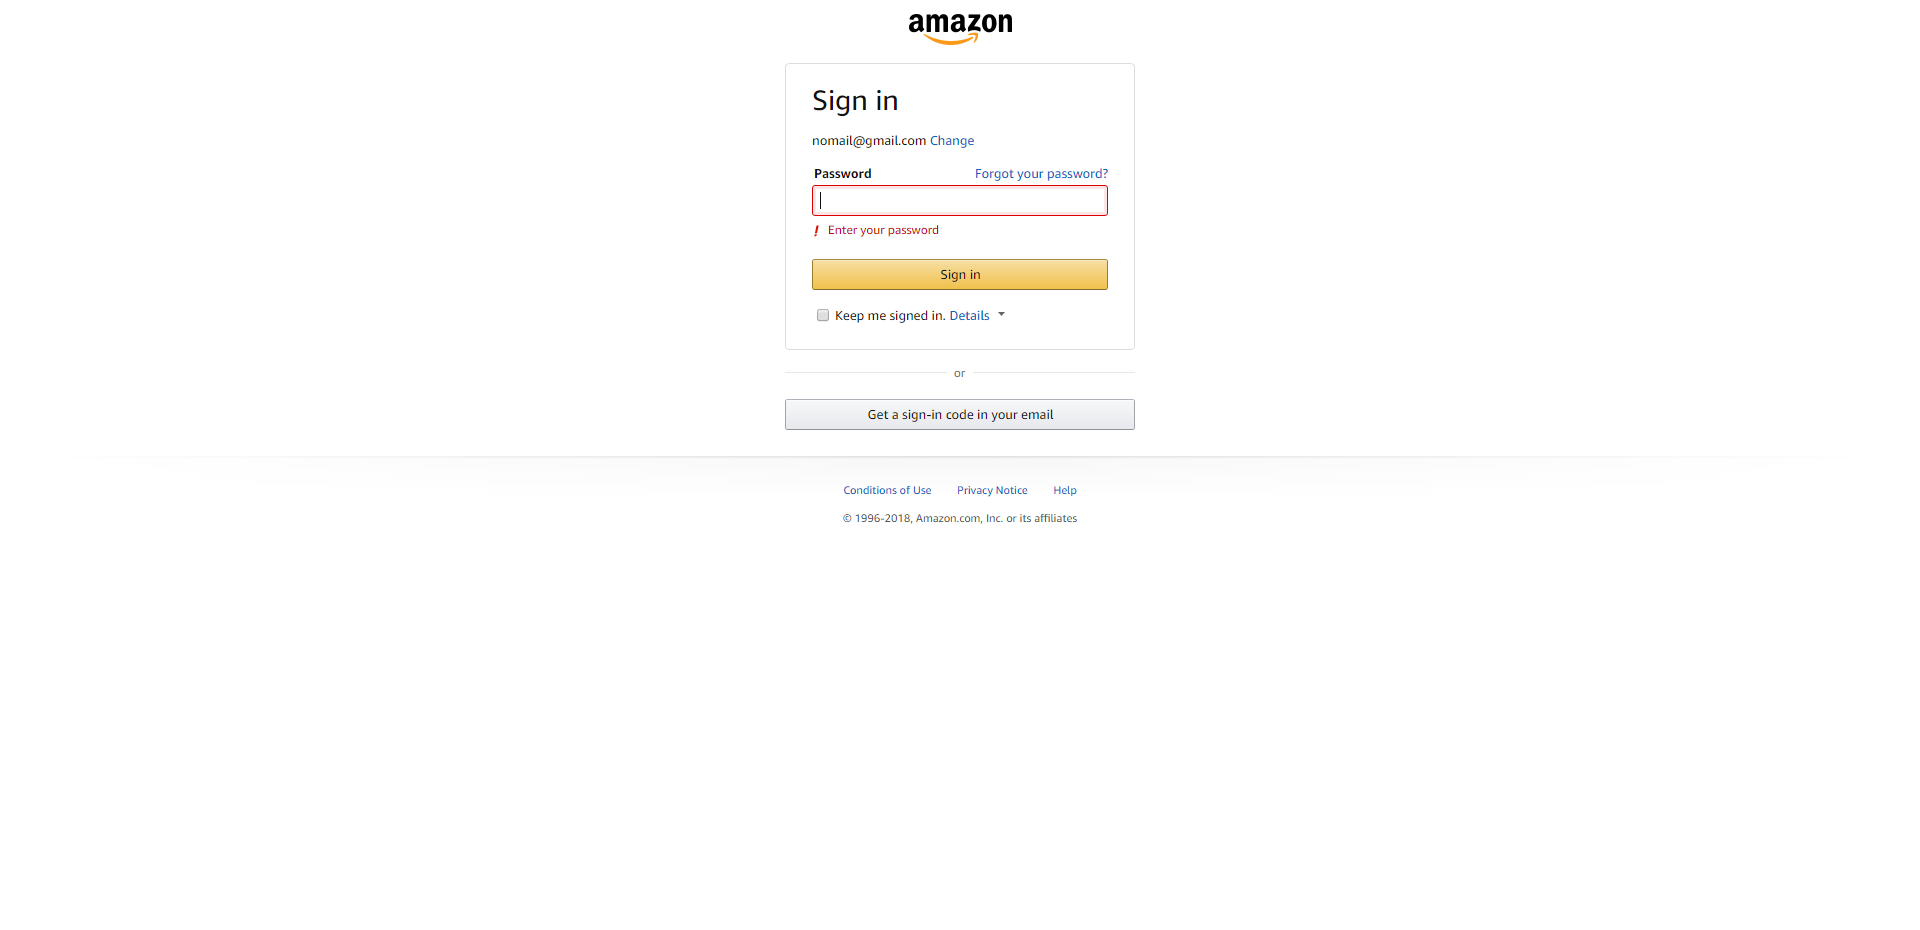 amazon
Sign in
nomail@gmail.com Change
Password Forgot your password?
! Enter your password
Sign in
Keep me signed in. Details
or
Get a sign-in code in your email
Conditions of Use Privacy Notice Help
© 1996-2018, Amazon.com, Inc. or its affiliates